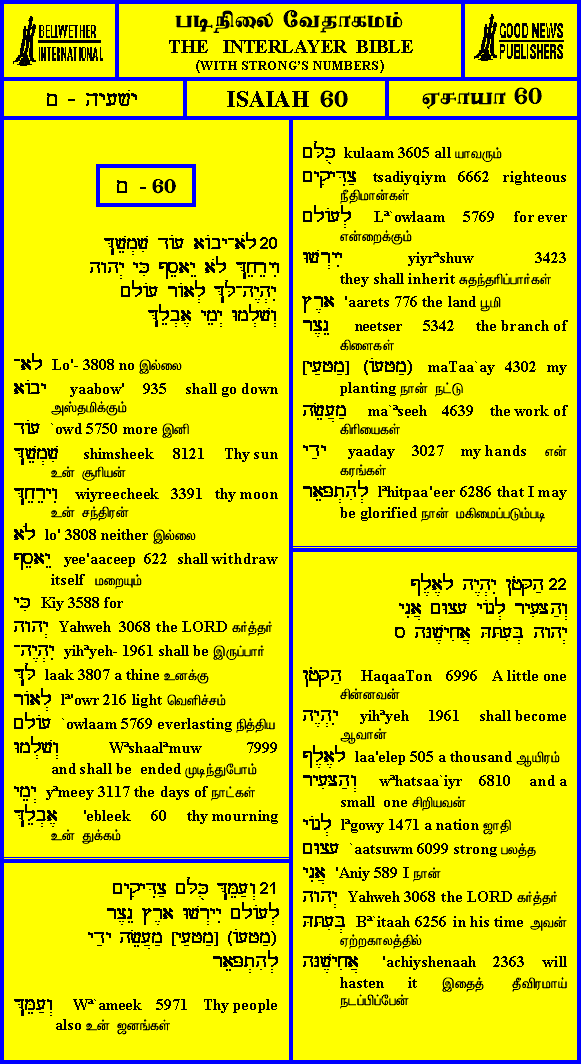 BELLWETHER
INTERNATIONAL
படிநிலை வேதாகமம்
THE INTERLAYER BIBLE
(WITH STRONG'S NUMBERS)
GOOD NEWS
PUBLISHERS
ישעיה - ם
ISAIAH 60
ஏசாயா 60
ם - 60
20 לֹא־יָבוֹא עוֹד שִׁמְשֵׁךְ
וִירֵחֵךְ לֹא יֵאָסֵף כִּי יְהוָה
יִהְיֶה־לָּךְ לְאוֹר עוֹלָם
וְשָׁלְמוּ יְמֵי אֶבְלֵךְ
לֹא־ Lo'- 3808 no இல்லை
יָבוֹא yaabow' 935 shall go down
அஸ்தமிக்கும்
עוֹד `owd 5750 more இனி
שִׁמְשֵׁךְ shimsheek 8121 Thy sun
உன் சூரியன்
וִירֵחֵךְ wiyreecheek 3391 thy moon
உன் சந்திரன்
לֹא lo' 3808 neither இல்லை
יֵאָסֵף yee'aaceep 622 shall withdraw
itself மறையும்
כִּי Kiy 3588 for
יְהוָה Yahweh 3068 the LORD கர்த்தர்
יִהְיֶה־ yihªyeh- 1961 shall be இருப்பார்
לָּךְ laak 3807 a thine உனக்கு
לְאוֹר lª'owr 216 light வெளிச்சம்
עוֹלָם `owlaam 5769 everlasting நித்திய
וְשָׁלְמוּ Wªshaalªmuw 7999
and shall be ended முடிந்துபோம்
יְמֵי yªmeey 3117 the days of நாட்கள்
אֶבְלֵךְ 'ebleek 60 thy mourning
உன் துக்கம்
21 וְעַמֵּךְ כֻּלָּם צַדִּיקִים
לְעוֹלָם יִירְשׁוּ אָרֶץ נֵצֶר
(מַטָּעוֹ) [מַטָּעַי] מַעֲשֵׂה יָדַי
לְהִתְפָּאֵר
וְעַמֵּךְ Wª`ameek 5971 Thy people
also உன் ஜனங்கள்
כֻּלָּם kulaam 3605 all யாவரும்
צַדִּיקִים tsadiyqiym 6662 righteous
நீதிமான்கள்
לְעוֹלָם Lª`owlaam 5769 for ever
என்றைக்கும்
יִירְשׁוּ yiyrªshuw 3423
they shall inherit சுதந்தரிப்பார்கள்
אָרֶץ 'aarets 776 the land பூமி
נֵצֶר neetser 5342 the branch of
கிளைகள்
(מַטָּעוֹ) [מַטָּעַי] maTaa`ay 4302 my
planting நான் நட்டு
מַעֲשֵׂה ma`ªseeh 4639 the work of
கிரியைகள்
יָדַי yaaday 3027 my hands என்
கரங்கள்
לְהִתְפָּאֵר lªhitpaa'eer 6286 that I may
be glorified நான் மகிமைப்படும்படி
22 הַקָּטֹן יִהְיֶה לָאֶלֶף
וְהַצָּעִיר לְגוֹי עָצוּם אֲנִי
יְהוָה בְּעִתָּהּ אֲחִישֶׁנָּה ס
הַקָּטֹן HaqaaTon 6996 A little one
சின்னவன்
יִהְיֶה yihªyeh 1961 shall become
ஆவான்
לָאֶלֶף laa'elep 505 a thousand ஆயிரம்
וְהַצָּעִיר wªhatsaa`iyr 6810 and a
small one சிறியவன்
לְגוֹי lªgowy 1471 a nation ஜாதி
עָצוּם `aatsuwm 6099 strong பலத்த
אֲנִי 'Aniy 589 I நான்
יְהוָה Yahweh 3068 the LORD கர்த்தர்
בְּעִתָּהּ Bª`itaah 6256 in his time அவன்
ஏற்றகாலத்தில்
אֲחִישֶׁנָּה 'achiyshenaah 2363 will
hasten it இதைத் தீவிரமாய்
நடப்பிப்பேன்